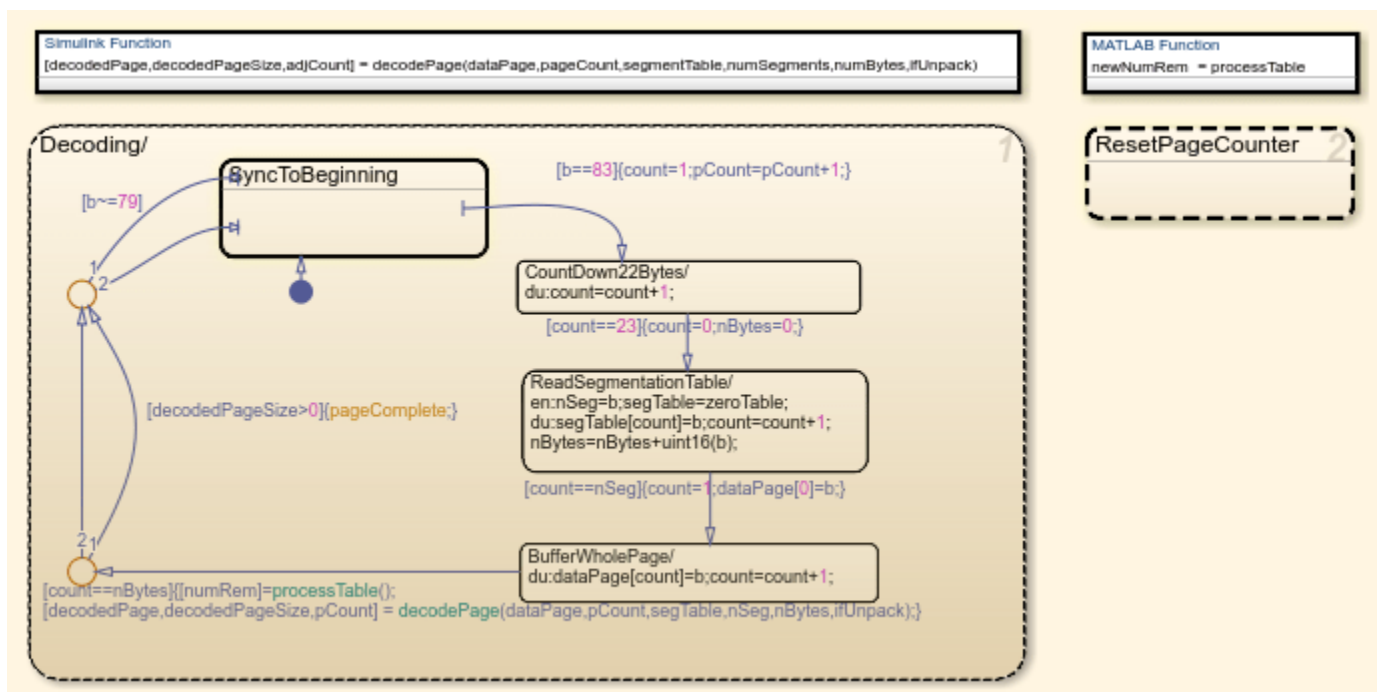 Simulink Function
[decodedPage,decodedPageSize,adjCount] = decodePage(dataPage,pageCount,segmentTable,numSegments,numBytes,ifUnpack)
MATLAB Function
newNumRem = processTable
Decoding/
1
SyncToBeginning
[b~=79]
[b==83]{count=1;pCount=pCount+1;}
ResetPageCounter
2
1
2
CountDown22Bytes/
du:count=count+1;
[count==23]{count=0;nBytes=0;}
ReadSegmentationTable/
en:nSeg=b;segTable=zeroTable;
du:segTable[count]=b;count=count+1;
nBytes=nBytes+uint16(b);
[decodedPageSize>0]{pageComplete;}
[count==nSeg]{count=1;dataPage[0]=b;}
2
1
BufferWholePage/
du:dataPage[count]=b;count=count+1;
[count==nBytes]{[numRem]=processTable();
[decodedPage,decodedPageSize,pCount] = decodePage(dataPage,pCount,segTable,nSeg,nBytes,ifUnpack);}